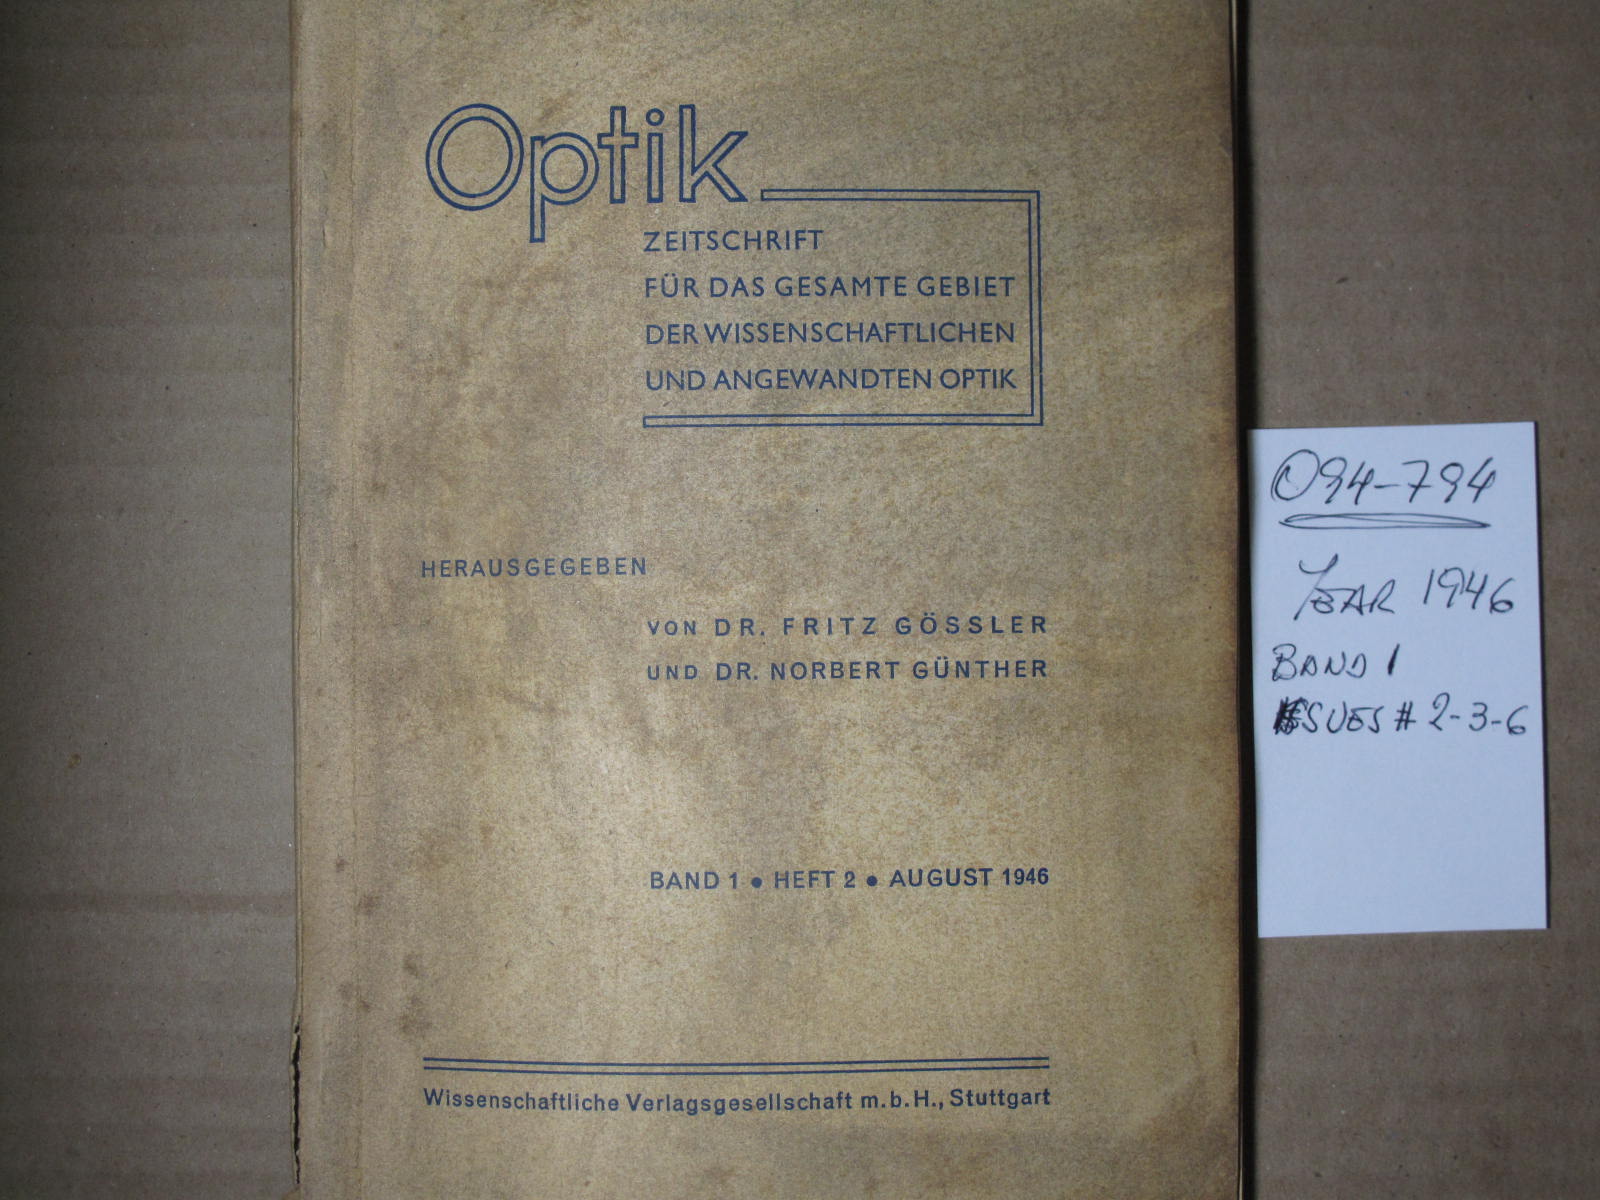 Optik
ZEITSCHRIFT
FÜR DAS GESAMTE GEBIET
DER WISSENSCHAFTLICHEN
UND ANGEWANDTEN OPTIK
HERAUSGEGEBEN
VON DR. FRITZ GÖSSLER
UND DR. NORBERT GÜNTHER
BAND 1 • HEFT 2 • AUGUST 1946
Wissenschaftliche Verlagsgesellschaft m.b.H., Stuttgart
094-794
YEAR 1946
BAND 1
ISSUES # 2-3-6